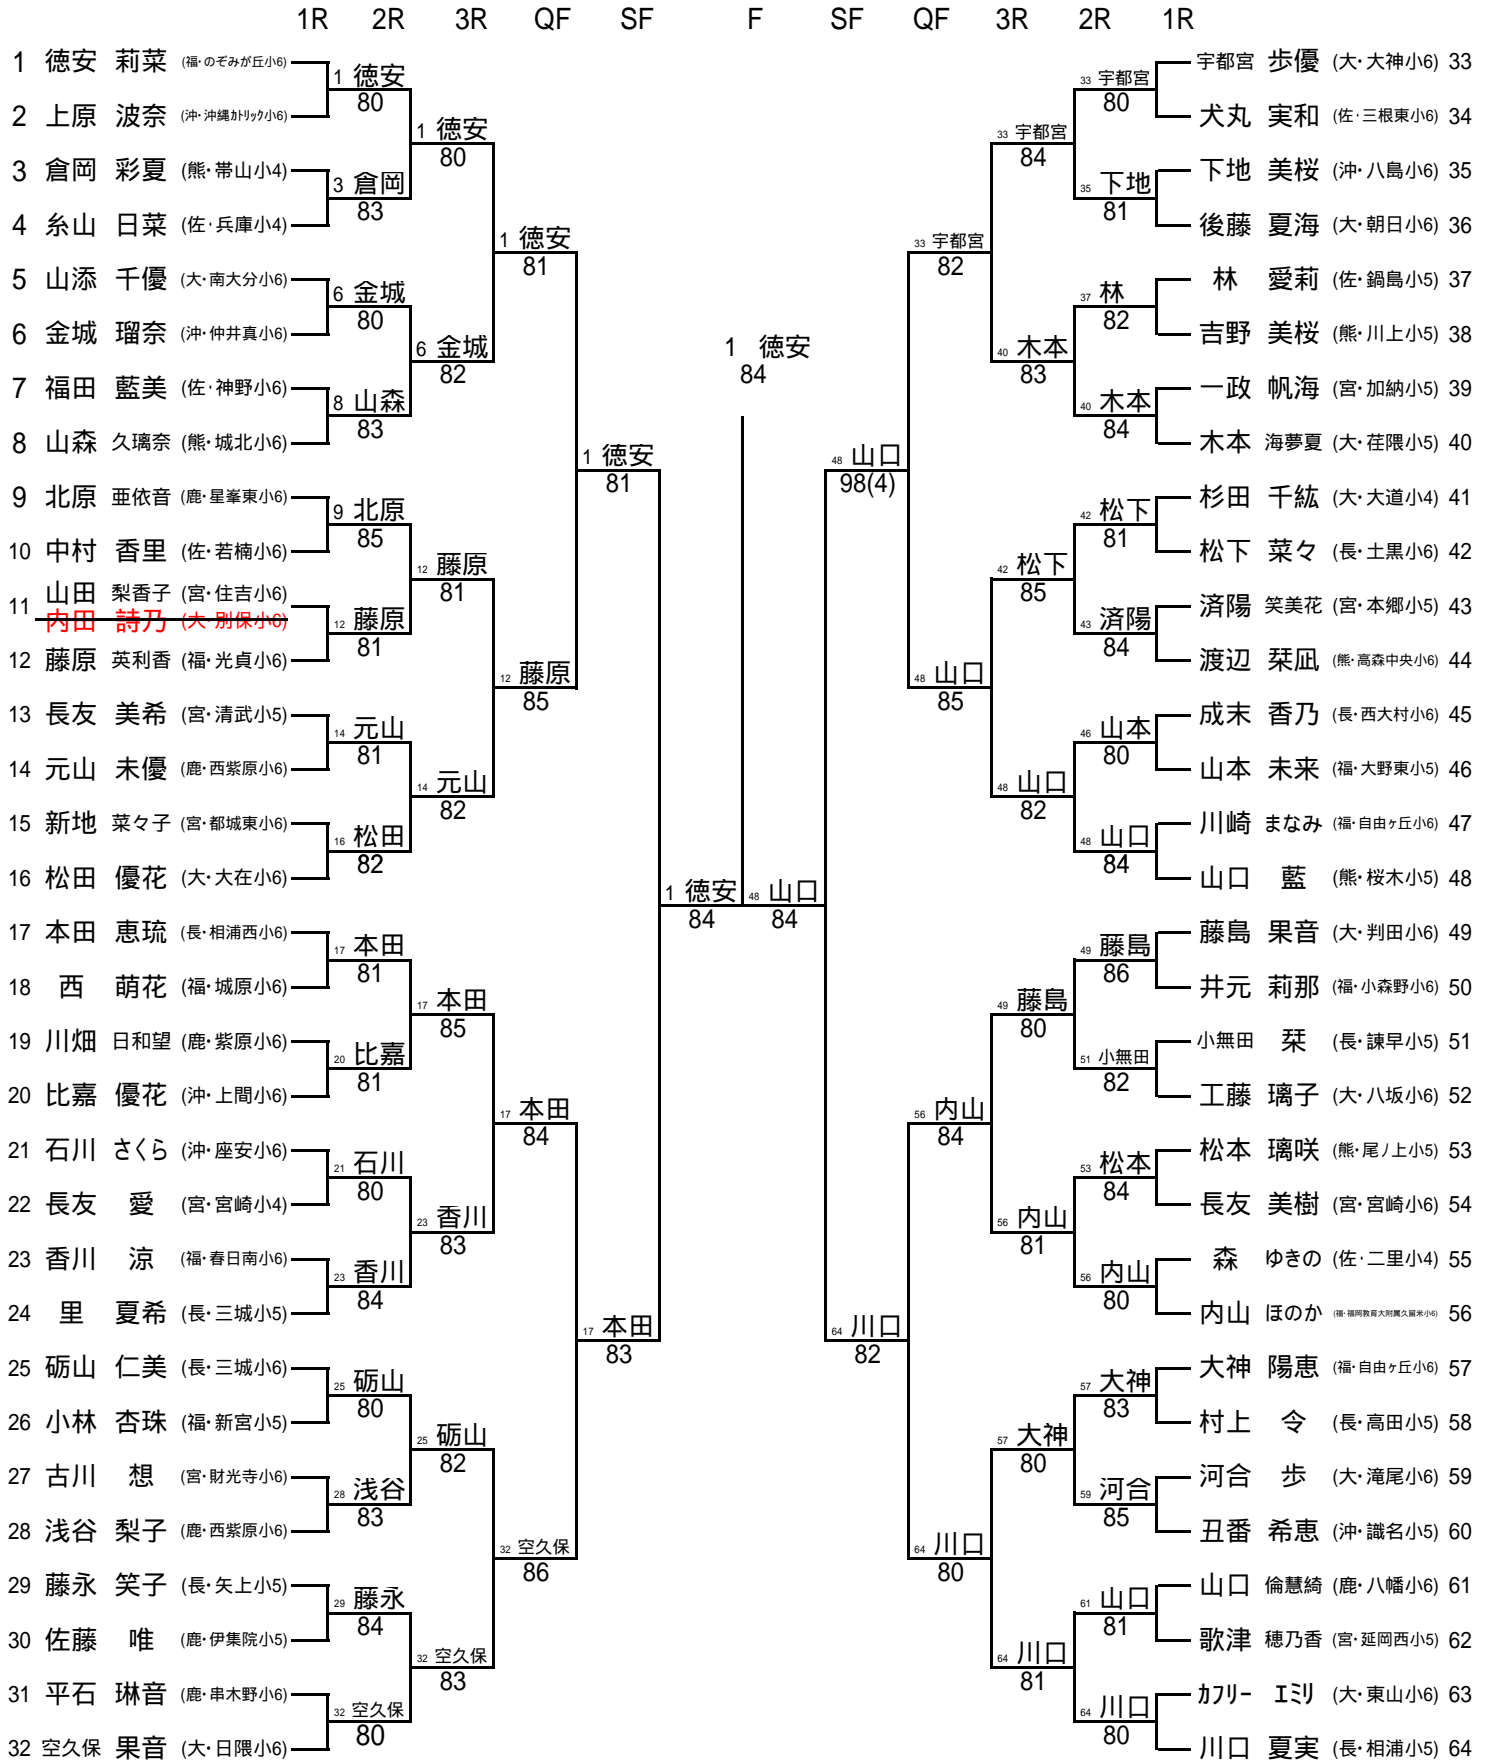 1R 2R 3R QF SF F SF QF 3R 2R 1R
1 徳安 莉菜 (福・のぞみが丘小6)
2 上原 波奈 (沖・沖縄カトリック小6)
3 倉岡 彩夏 (熊・帯山小4)
4 糸山 日菜 (佐・兵庫小4)
5 山添 千優 (大・南大分小6)
6 金城 瑠奈 (沖・仲井真小6)
7 福田 藍美 (佐・神野小6)
8 山森 久璃奈 (熊・城北小6)
9 北原 亜依音 (鹿・星峯東小6)
10 中村 香里 (佐・若楠小6)
11 山田 梨香子 (宮・住吉小6)
内田 詩乃 (大・別保小6)
12 藤原 英利香 (福・光貞小6)
13 長友 美希 (宮・清武小5)
14 元山 未優 (鹿・西紫原小6)
15 新地 菜々子 (宮・都城東小6)
16 松田 優花 (大・大在小6)
17 本田 恵琉 (長・相浦西小6)
18 西 萌花 (福・城原小6)
19 川畑 日和望 (鹿・紫原小6)
20 比嘉 優花 (沖・上間小6)
21 石川 さくら (沖・座安小6)
22 長友 愛 (宮・宮崎小4)
23 香川 涼 (福・春日南小6)
24 里 夏希 (長・三城小5)
25 砺山 仁美 (長・三城小6)
26 小林 杏珠 (福・新宮小5)
27 古川 想 (宮・財光寺小6)
28 浅谷 梨子 (鹿・西紫原小6)
29 藤永 笑子 (長・矢上小5)
30 佐藤 唯 (鹿・伊集院小5)
31 平石 琳音 (鹿・串木野小6)
32 空久保 果音 (大・日隈小6)
1 徳安
80
3 倉岡
83
6 金城
80
8 山森
83
9 北原
85
12 藤原
81
14 元山
81
16 松田
82
17 本田
81
20 比嘉
81
21 石川
80
23 香川
84
25 砺山
80
28 浅谷
83
29 藤永
84
32 空久保
80
1 徳安
80
6 金城
82
12 藤原
81
14 元山
82
17 本田
85
23 香川
83
25 砺山
82
32 空久保
83
1 徳安
81
12 藤原
85
17 本田
84
32 空久保
86
1 徳安
81
17 本田
83
1 徳安
84
1 徳安
84
48 山口
84
48 山口
98(4)
64 川口
82
33 宇都宮
82
48 山口
85
56 内山
84
64 川口
80
33 宇都宮
84
40 木本
83
42 松下
85
48 山口
82
49 藤島
80
56 内山
81
57 大神
80
64 川口
81
33 宇都宮
80
35 下地
81
37 林
82
40 木本
84
42 松下
81
43 済陽
84
46 山本
80
48 山口
84
49 藤島
86
51 小無田
82
53 松本
84
56 内山
80
57 大神
83
59 河合
85
61 山口
81
64 川口
80
宇都宮 歩優 (大・大神小6) 33
犬丸 実和 (佐・三根東小6) 34
下地 美桜 (沖・八島小6) 35
後藤 夏海 (大・朝日小6) 36
林 愛莉 (佐・鍋島小5) 37
吉野 美桜 (熊・川上小5) 38
一政 帆海 (宮・加納小5) 39
木本 海夢夏 (大・荏隈小5) 40
杉田 千紘 (大・大道小4) 41
松下 菜々 (長・土黒小6) 42
済陽 笑美花 (宮・本郷小5) 43
渡辺 栞凪 (熊・高森中央小6) 44
成末 香乃 (長・西大村小6) 45
山本 未来 (福・大野東小5) 46
川崎 まなみ (福・自由ヶ丘小6) 47
山口 藍 (熊・桜木小5) 48
藤島 果音 (大・判田小6) 49
井元 莉那 (福・小森野小6) 50
小無田 栞 (長・諫早小5) 51
工藤 璃子 (大・八坂小6) 52
松本 璃咲 (熊・尾ノ上小5) 53
長友 美樹 (宮・宮崎小6) 54
森 ゆきの (佐・二里小4) 55
内山 ほのか (福・福岡教育大附属久留米小6) 56
大神 陽恵 (福・自由ヶ丘小6) 57
村上 令 (長・高田小5) 58
河合 歩 (大・滝尾小6) 59
丑番 希恵 (沖・識名小5) 60
山口 倫慧綺 (鹿・八幡小6) 61
歌津 穂乃香 (宮・延岡西小5) 62
カフリー エミリ (大・東山小6) 63
川口 夏実 (長・相浦小5) 64